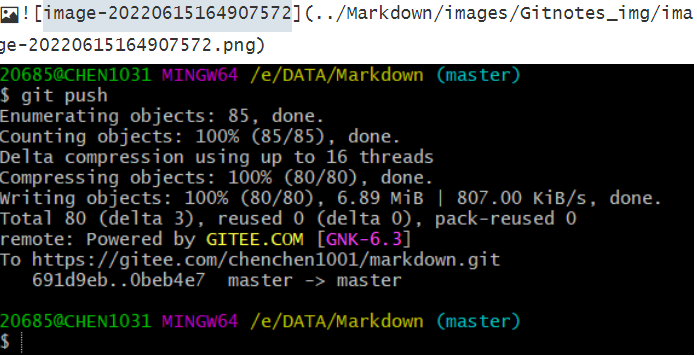 ![image-20220615164907572](../Markdown/images/Gitnotes_img/ima
ge-20220615164907572.png)
20685@CHEN1031 MINGW64 /e/DATA/Markdown (master)
$ git push
Enumerating objects: 85, done.
Counting objects: 100% (85/85), done.
Delta compression using up to 16 threads
Compressing objects: 100% (80/80), done.
Writing objects: 100% (80/80), 6.89 MiB | 807.00 KiB/s, done.
Total 80 (delta 3), reused 0 (delta 0), pack-reused 0
remote: Powered by GITEE.COM [GNK-6.3]
To https://gitee.com/chenchen1001/markdown.git
   691d9eb..0beb4e7  master -> master
20685@CHEN1031 MINGW64 /e/DATA/Markdown (master)
$